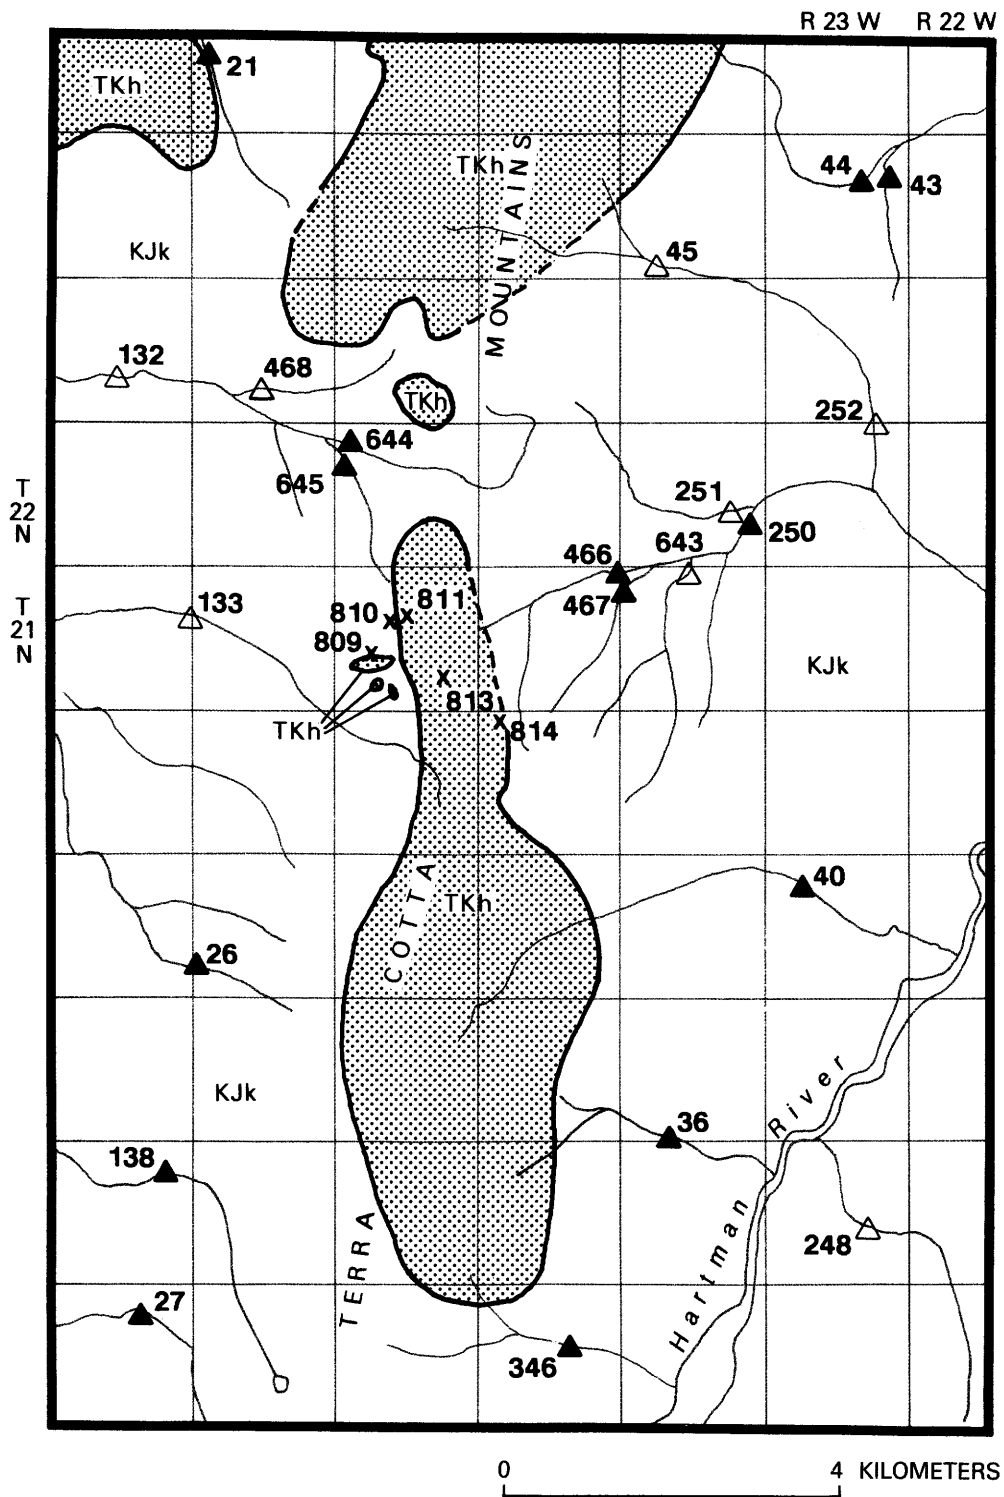 R 23 W R 22 W
TKh
21
TKh
MOUNTAINS
44
43
KJk
45
132
468
TKh
252
644
645
T
22
N
251
250
643
466
467
T
21
N
133
810
811
809
813
814
TKh
KJk
40
COTTA
TKh
26
KJk
River
36
138
Hartman
248
TERRA
27
346
0 4 KILOMETERS